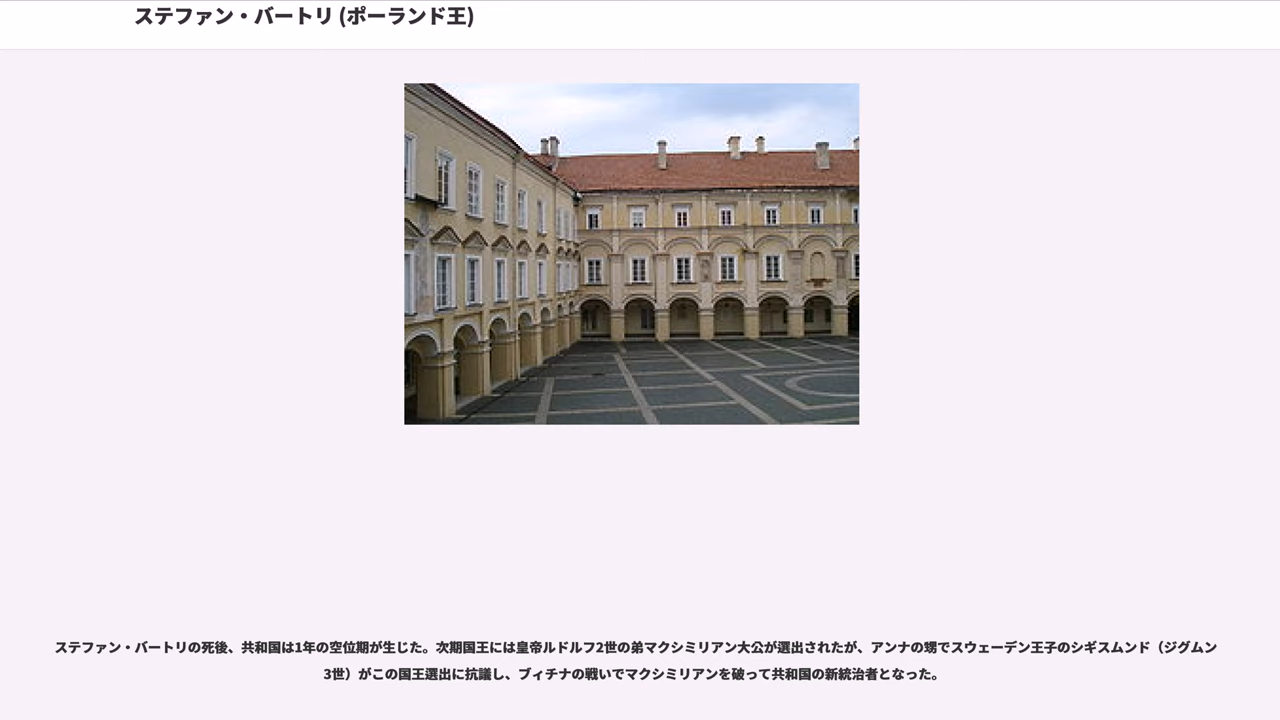 ステファン・バートリ (ポーランド王)
ステファン・バートリの死後、共和国は1年の空位期が生じた。次期国王には皇帝ルドルフ2世の弟マクシミリアン大公が選出されたが、アンナの甥でスウェーデン王子のシギスムンド（ジグムン
3世）がこの国王選出に抗議し、ブィチナの戦いでマクシミリアンを破って共和国の新統治者となった。